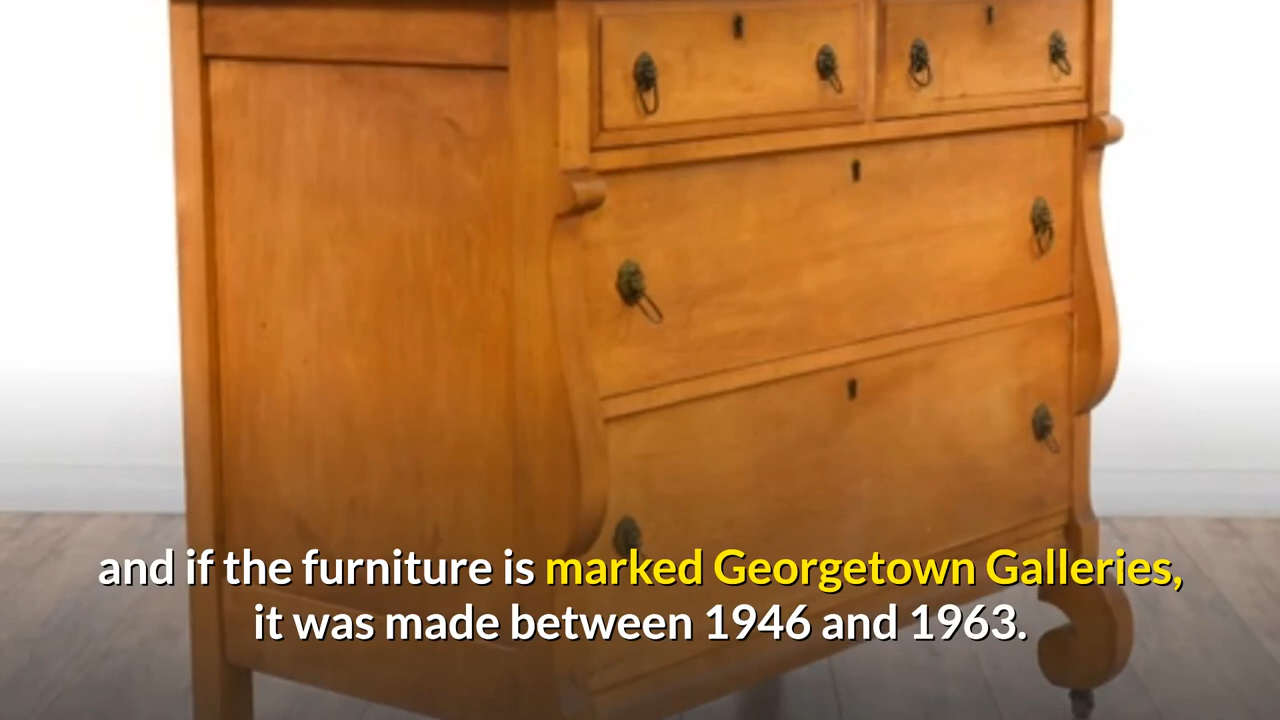 and if the furniture is marked Georgetown Galleries,
it was made between 1946 and 1963.